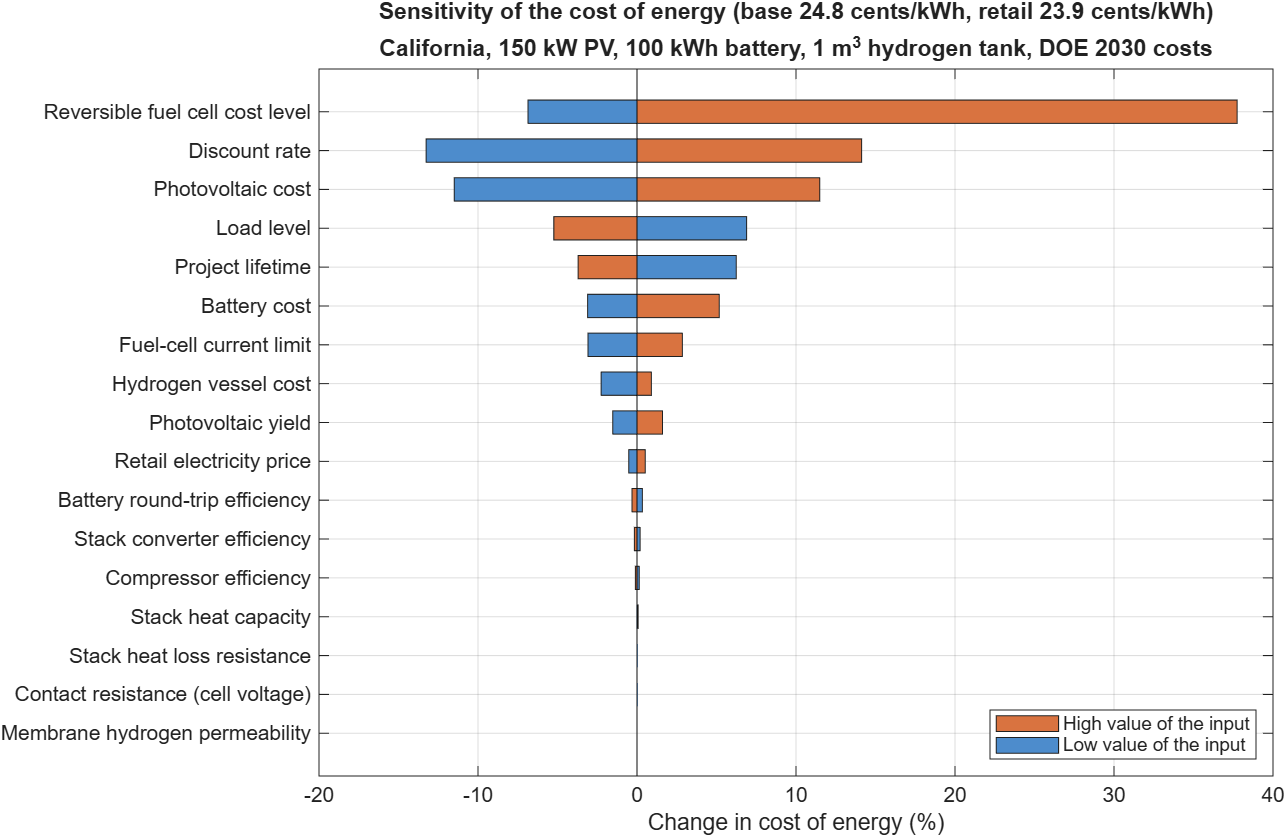 Sensitivity of the cost of energy (base 24.8 cents/kWh, retail 23.9 cents/kWh)
California, 150 kW PV, 100 kWh battery, 1 m³ hydrogen tank, DOE 2030 costs
Reversible fuel cell cost level
Discount rate
Photovoltaic cost
Load level
Project lifetime
Battery cost
Fuel-cell current limit
Hydrogen vessel cost
Photovoltaic yield
Retail electricity price
Battery round-trip efficiency
Stack converter efficiency
Compressor efficiency
Stack heat capacity
Stack heat loss resistance
Contact resistance (cell voltage)
Membrane hydrogen permeability
High value of the input
Low value of the input
-20 -10 0 10 20 30 40
Change in cost of energy (%)